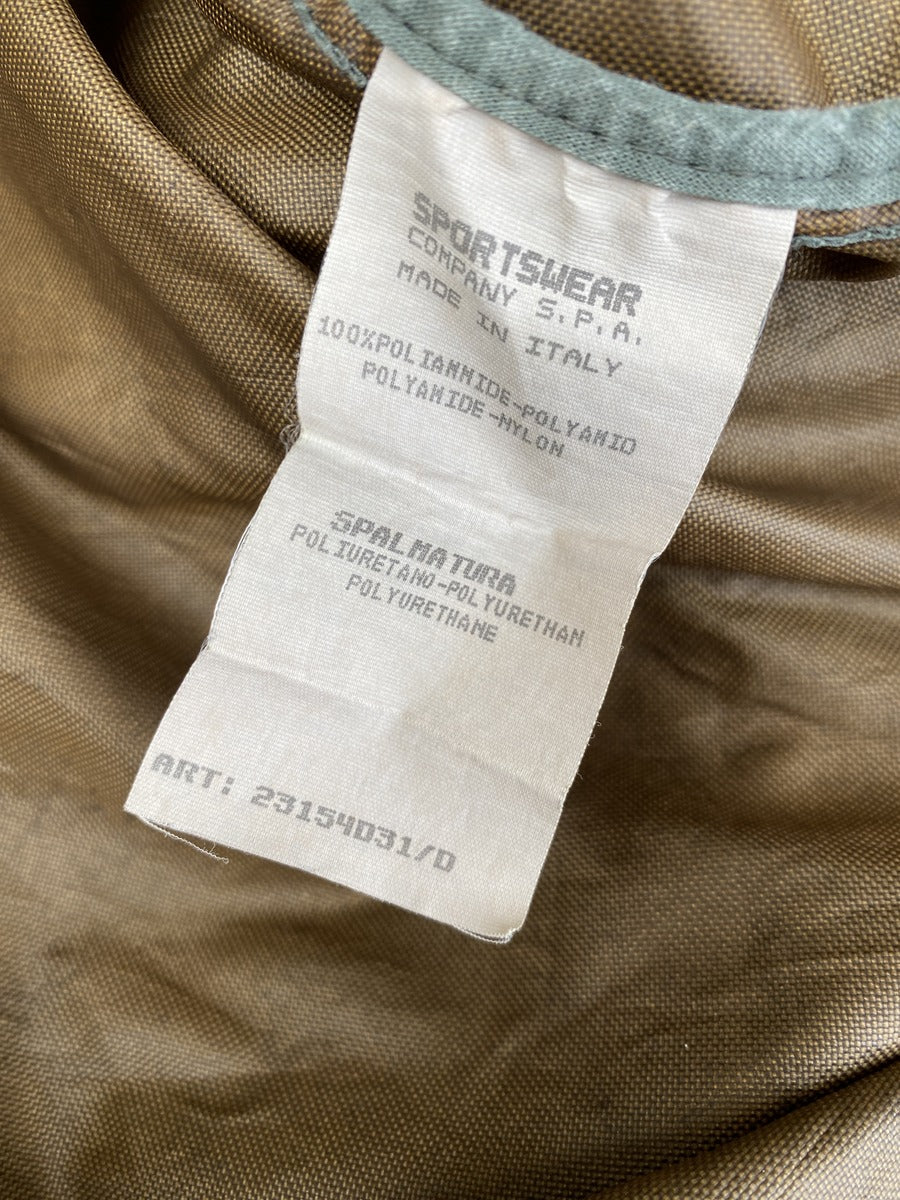 SPORTSWEAR
COMPANY S.P.A.
MADE IN ITALY
100%POLIAMMIDE-POLYAMID
POLYAMIDE-NYLON
SPALMATURA
POLIURETANO-POLYURETHAN
POLYURETHANE
ART: 23154D31/D